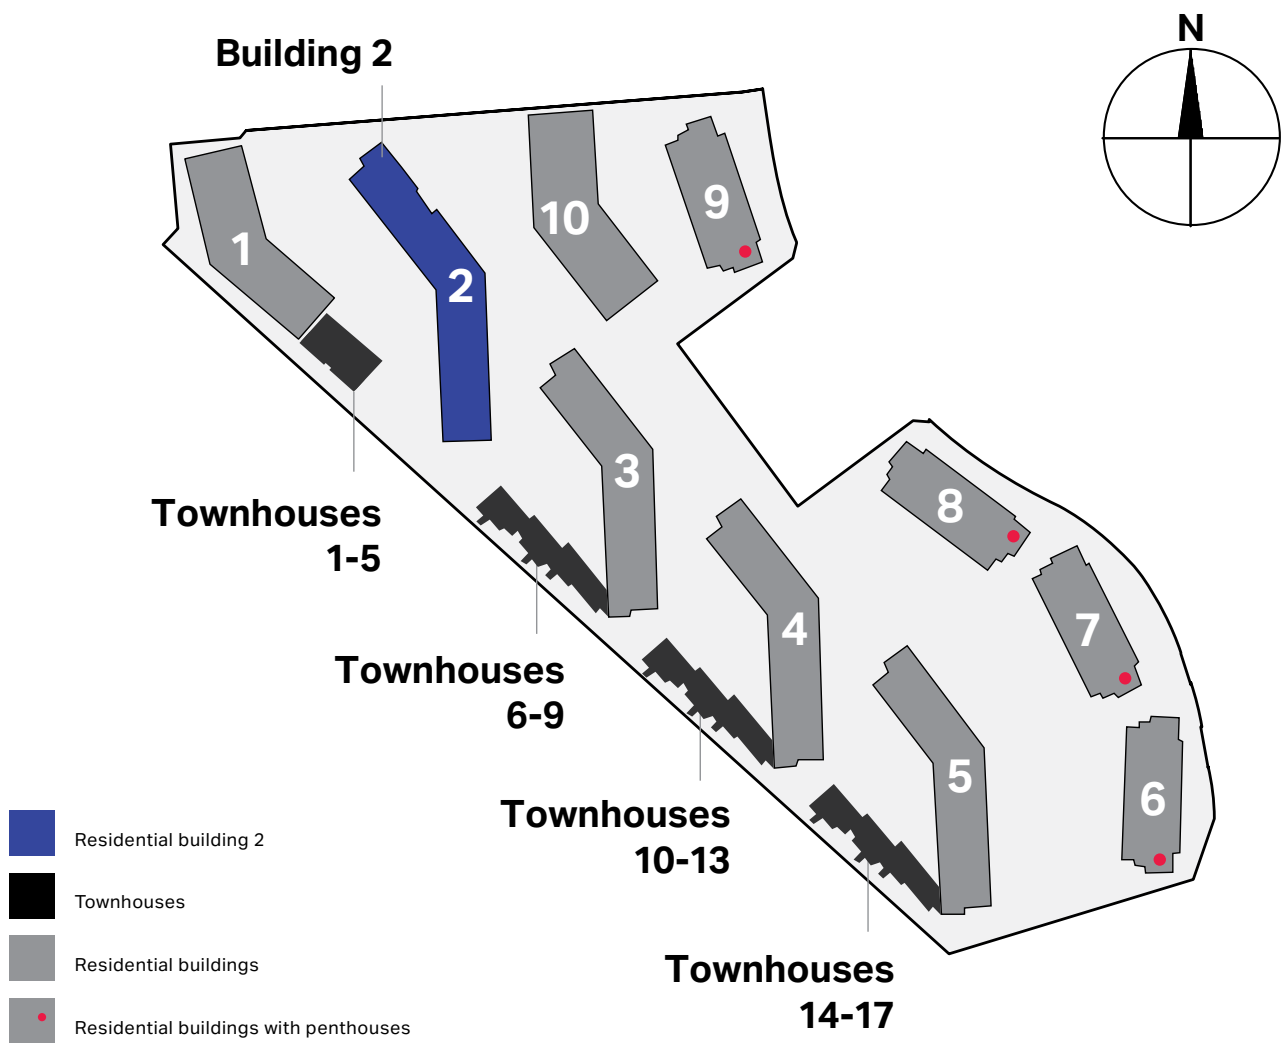 N
Building 2
1
2
10
9
3
8
4
7
5
6
Townhouses
1-5
Townhouses
6-9
Townhouses
10-13
Townhouses
14-17
Residential building 2
Townhouses
Residential buildings
Residential buildings with penthouses